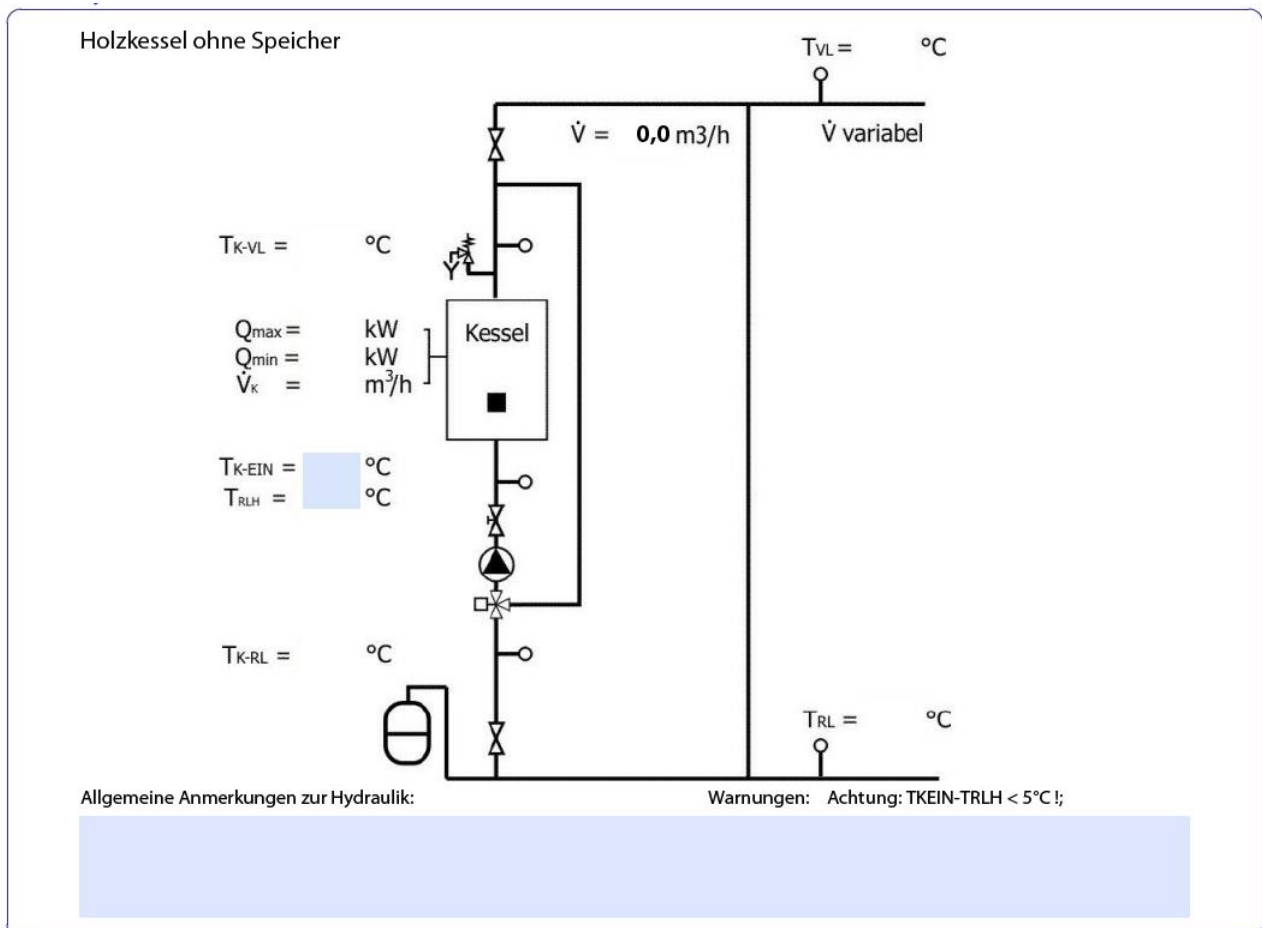 Holzkessel ohne Speicher
TVL = °C
V̇ = 0,0 m3/h
V̇ variabel
TK-VL = °C
Qmax = kW
Qmin = kW
V̇K = m³/h
Kessel
TK-EIN = °C
TRLH = °C
TK-RL = °C
TRL = °C
Allgemeine Anmerkungen zur Hydraulik:
Warnungen: Achtung: TKEIN-TRLH < 5°C !;